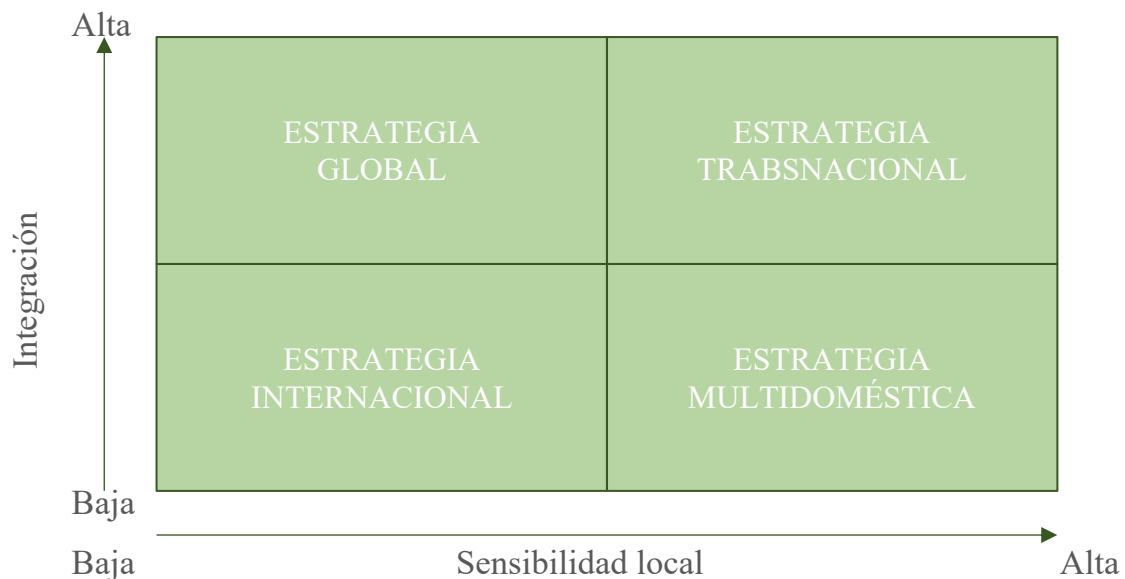 Alta
ESTRATEGIA
GLOBAL
ESTRATEGIA
TRABSNACIONAL
Integración
ESTRATEGIA
INTERNACIONAL
ESTRATEGIA
MULTIDOMÉSTICA
Baja
Baja
Sensibilidad local
Alta